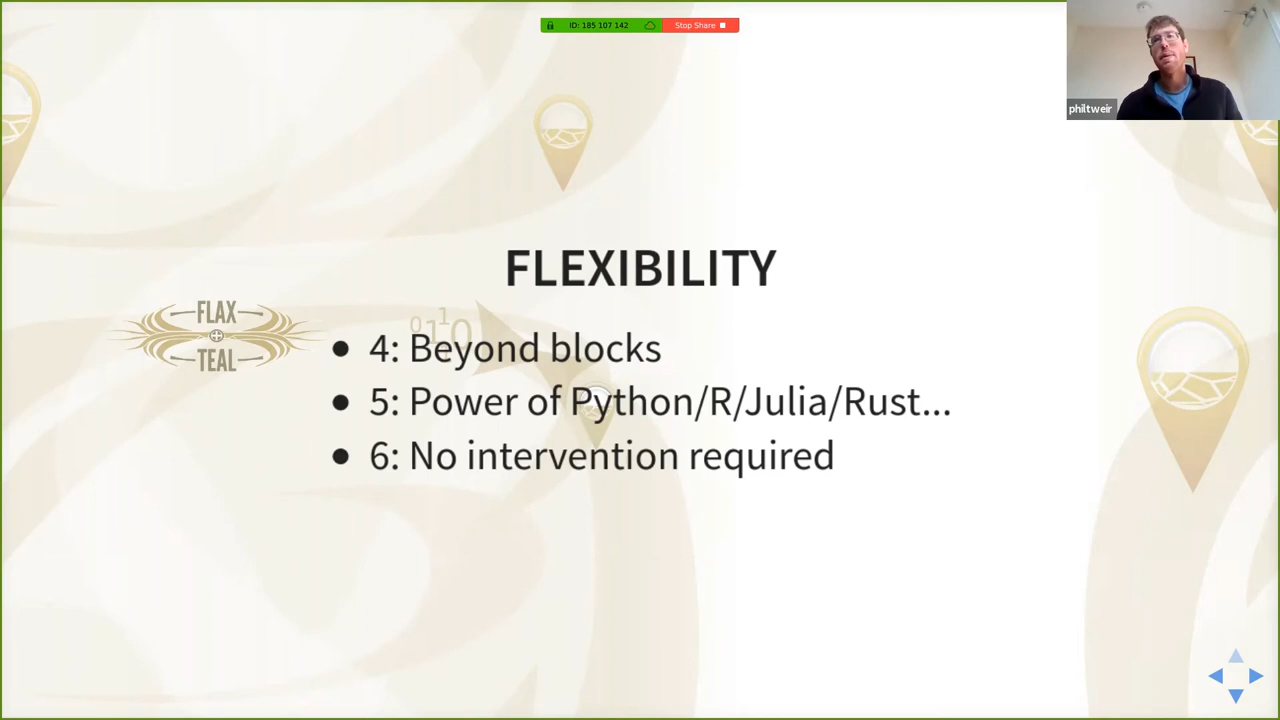 ID: 185 107 142
Stop Share
philtweir
FLEXIBILITY
FLAX
TEAL
0110
4: Beyond blocks
5: Power of Python/R/Julia/Rust...
6: No intervention required